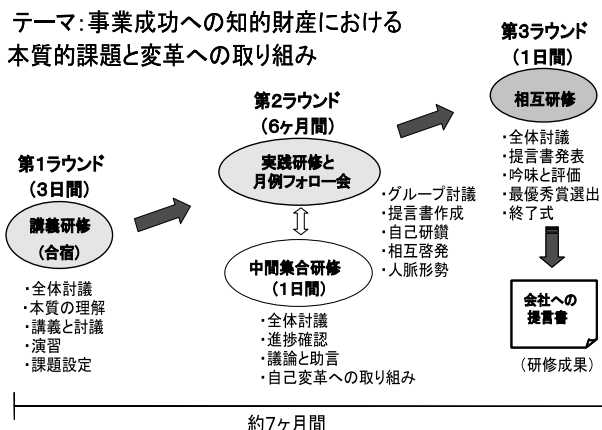 テーマ：事業成功への知的財産における
本質的課題と変革への取り組み
第1ラウンド
（3日間）
講義研修
（合宿）
・全体討議
・本質の理解
・講義と討議
・演習
・課題設定
第2ラウンド
（6ヶ月間）
実践研修と
月例フォロー会
・グループ討議
・提言書作成
・自己研鑽
・相互啓発
・人脈形勢
中間集合研修
（1日間）
・全体討議
・進捗確認
・議論と助言
・自己変革への取り組み
第3ラウンド
（1日間）
相互研修
・全体討議
・提言書発表
・吟味と評価
・最優秀賞選出
・終了式
会社への
提言書
（研修成果）
約7ヶ月間